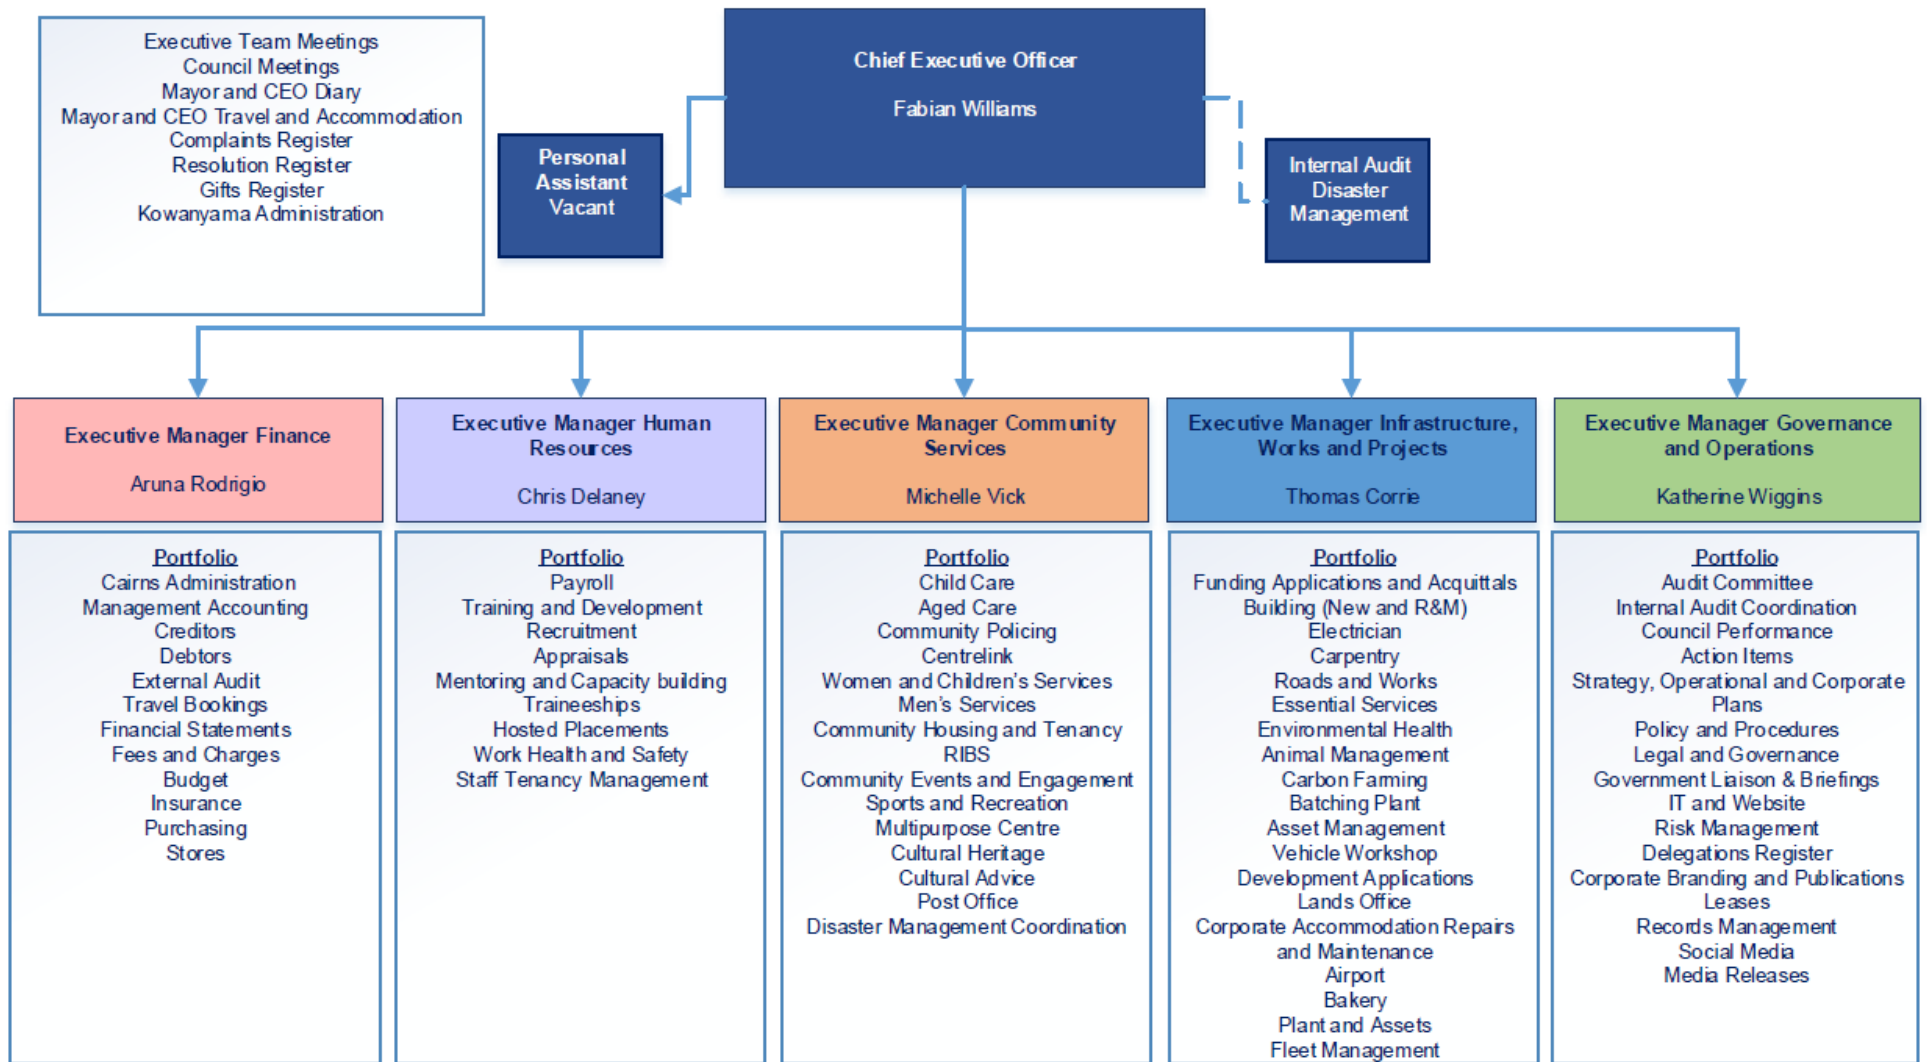 Executive Team Meetings
Council Meetings
Mayor and CEO Diary
Mayor and CEO Travel and Accommodation
Complaints Register
Resolution Register
Gifts Register
Kowanyama Administration
Chief Executive Officer
Fabian Williams
Personal
Assistant
Vacant
Internal Audit
Disaster
Management
Executive Manager Finance
Aruna Rodrigio
Executive Manager Human
Resources
Chris Delaney
Executive Manager Community
Services
Michelle Vick
Executive Manager Infrastructure,
Works and Projects
Thomas Corrie
Executive Manager Governance
and Operations
Katherine Wiggins
Portfolio
Cairns Administration
Management Accounting
Creditors
Debtors
External Audit
Travel Bookings
Financial Statements
Fees and Charges
Budget
Insurance
Purchasing
Stores
Portfolio
Payroll
Training and Development
Recruitment
Appraisals
Mentoring and Capacity building
Traineeships
Hosted Placements
Work Health and Safety
Staff Tenancy Management
Portfolio
Child Care
Aged Care
Community Policing
Centrelink
Women and Children's Services
Men's Services
Community Housing and Tenancy
RIBS
Community Events and Engagement
Sports and Recreation
Multipurpose Centre
Cultural Heritage
Cultural Advice
Post Office
Disaster Management Coordination
Portfolio
Funding Applications and Acquittals
Building (New and R&M)
Electrician
Carpentry
Roads and Works
Essential Services
Environmental Health
Animal Management
Carbon Farming
Batching Plant
Asset Management
Vehicle Workshop
Development Applications
Lands Office
Corporate Accommodation Repairs
and Maintenance
Airport
Bakery
Plant and Assets
Fleet Management
Portfolio
Audit Committee
Internal Audit Coordination
Council Performance
Action Items
Strategy, Operational and Corporate
Plans
Policy and Procedures
Legal and Governance
Government Liaison & Briefings
IT and Website
Risk Management
Delegations Register
Corporate Branding and Publications
Leases
Records Management
Social Media
Media Releases